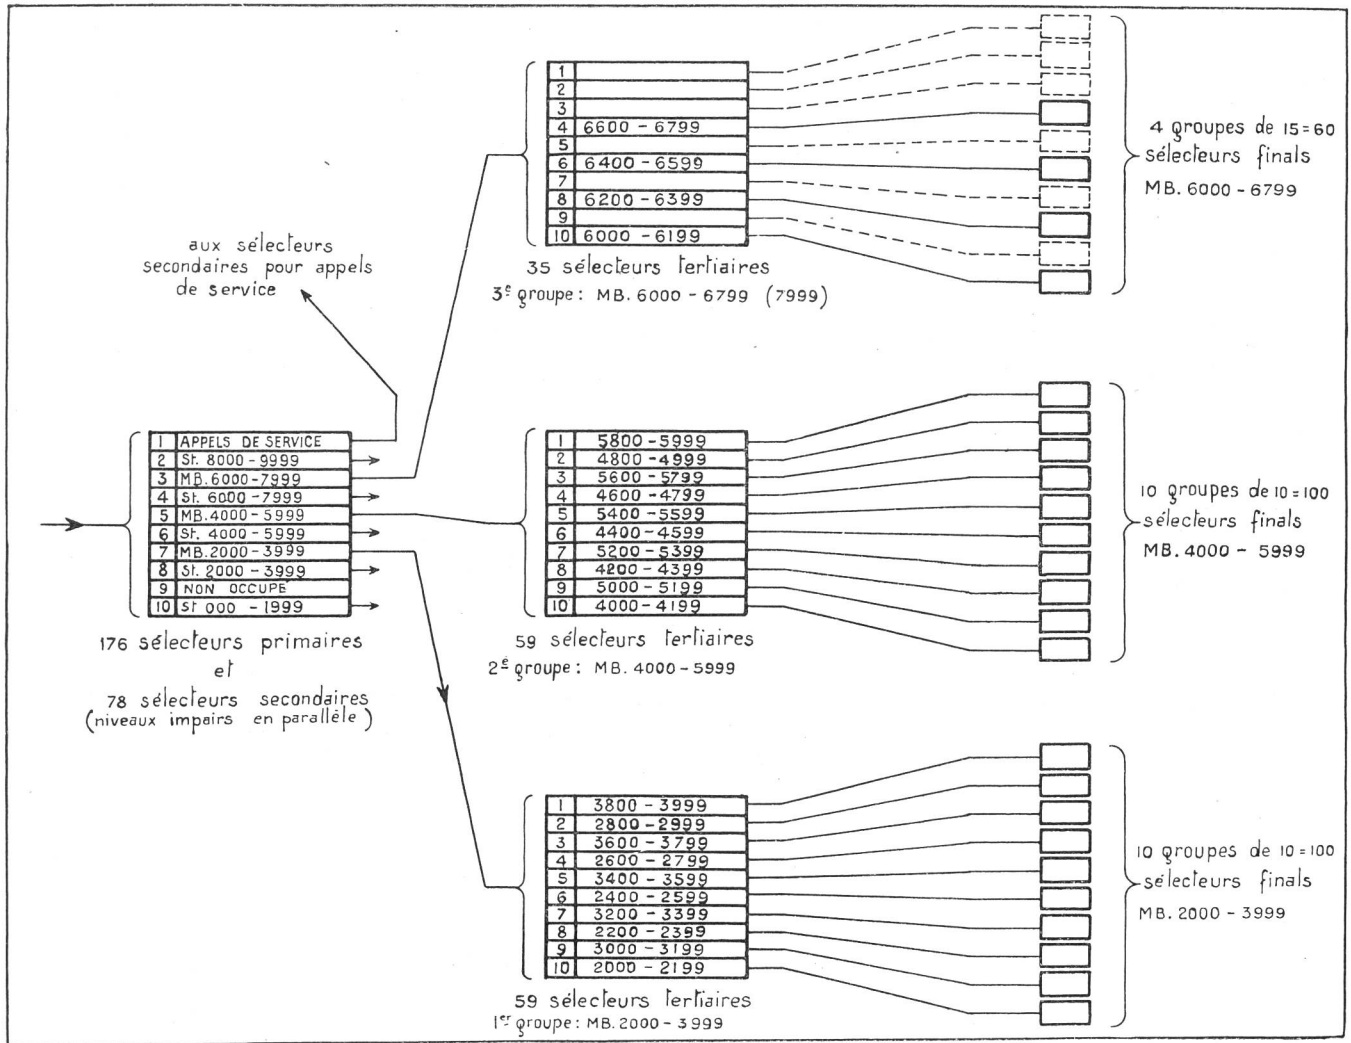 1
2
3
4 6600 - 6799
5
6 6400 - 6599
7
8 6200 - 6399
9
10 6000 - 6199
35 sélecteurs tertiaires
3e groupe: MB. 6000 - 6799 (7999)
4 groupes de 15=60
sélecteurs finals
MB. 6000 - 6799
aux sélecteurs
secondaires pour appels
de service
1 APPELS DE SERVICE
2 St. 8000 - 9999
3 MB. 6000 - 7999
4 St. 6000 - 7999
5 MB. 4000 - 5999
6 St. 4000 - 5999
7 MB. 2000 - 3999
8 St. 2000 - 3999
9 NON OCCUPÉ
10 St 000 - 1999
176 sélecteurs primaires
et
78 sélecteurs secondaires
(niveaux impairs en parallèle)
1 5800 - 5999
2 4800 - 4999
3 5600 - 5799
4 4600 - 4799
5 5400 - 5599
6 4400 - 4599
7 5200 - 5399
8 4200 - 4399
9 5000 - 5199
10 4000 - 4199
59 sélecteurs tertiaires
2e groupe: MB. 4000 - 5999
10 groupes de 10=100
sélecteurs finals
MB. 4000 - 5999
1 3800 - 3999
2 2800 - 2999
3 3600 - 3799
4 2600 - 2799
5 3400 - 3599
6 2400 - 2599
7 3200 - 3399
8 2200 - 2399
9 3000 - 3199
10 2000 - 2199
59 sélecteurs tertiaires
1er groupe: MB. 2000 - 3999
10 groupes de 10=100
sélecteurs finals
MB. 2000 - 3999